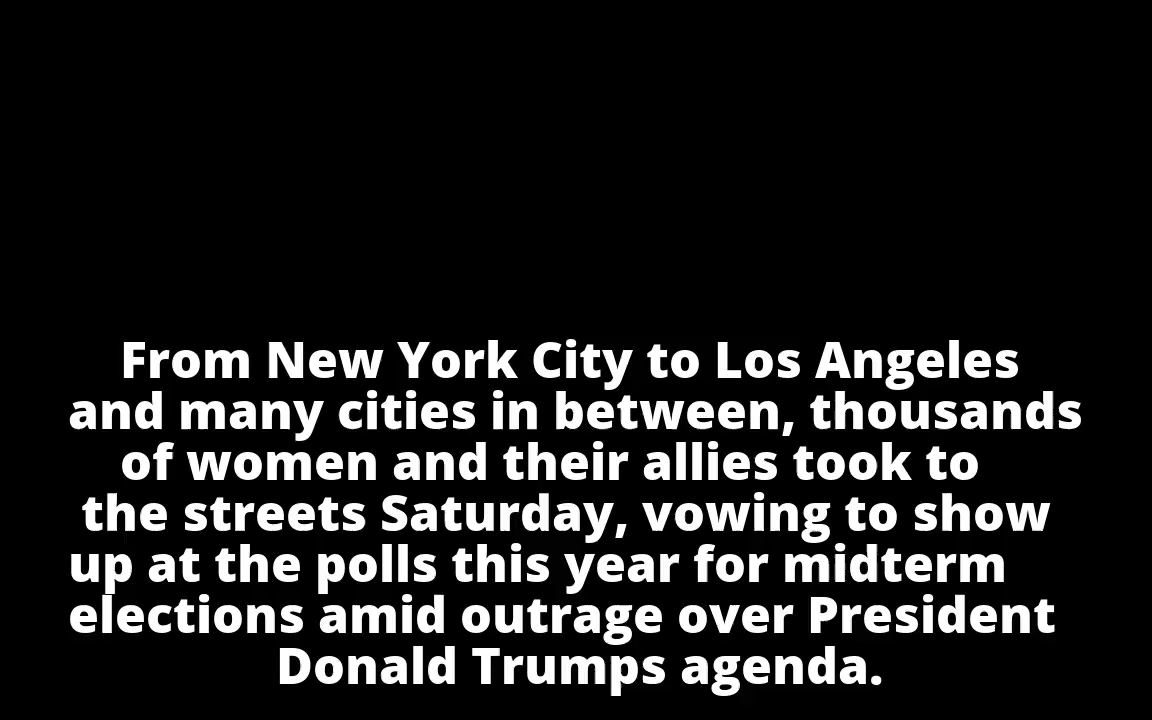 From New York City to Los Angeles
and many cities in between, thousands
of women and their allies took to
the streets Saturday, vowing to show
up at the polls this year for midterm
elections amid outrage over President
Donald Trumps agenda.